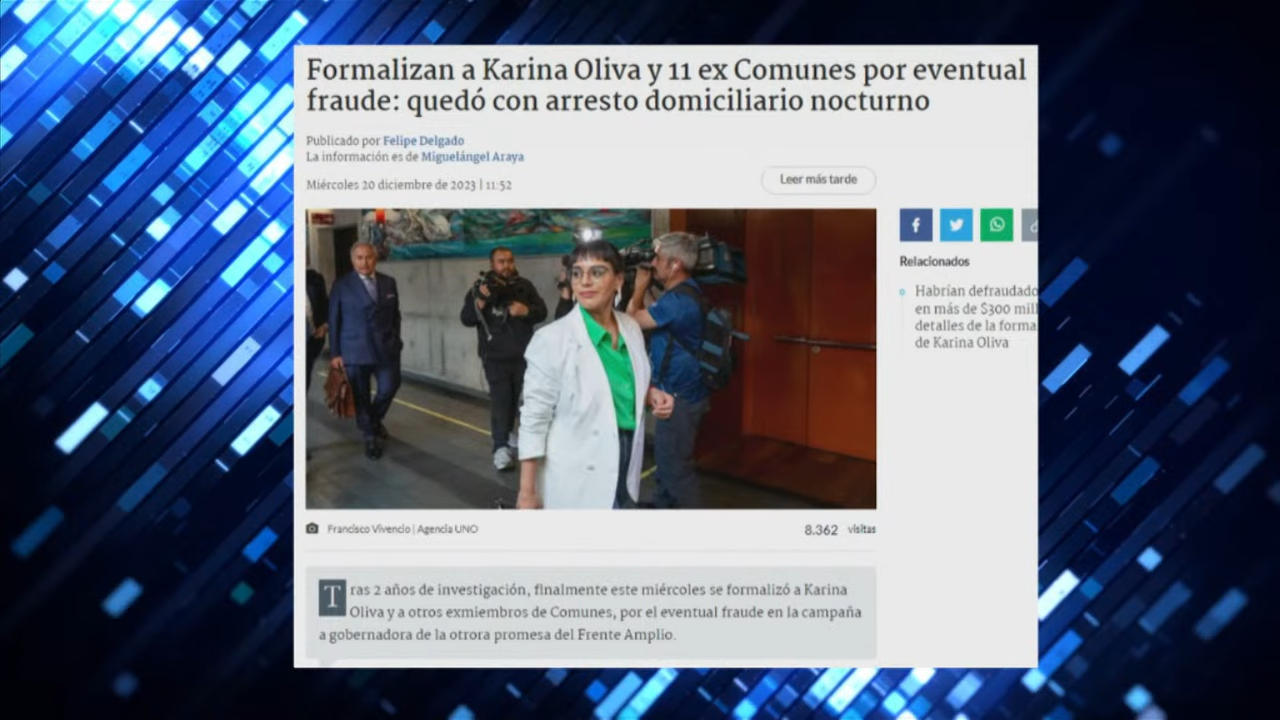 Formalizan a Karina Oliva y 11 ex Comunes por eventual
fraude: quedó con arresto domiciliario nocturno
Publicado por Felipe Delgado
La información es de Miguelángel Araya
Miércoles 20 diciembre de 2023 | 11:52
Leer más tarde
Relacionados
Habrían defraudado
en más de $300 mill
detalles de la forma
de Karina Oliva
Francisco Vivencio | Agencia UNO
8.362 visitas
Tras 2 años de investigación, finalmente este miércoles se formalizó a Karina
Oliva y a otros exmiembros de Comunes, por el eventual fraude en la campaña
a gobernadora de la otrora promesa del Frente Amplio.